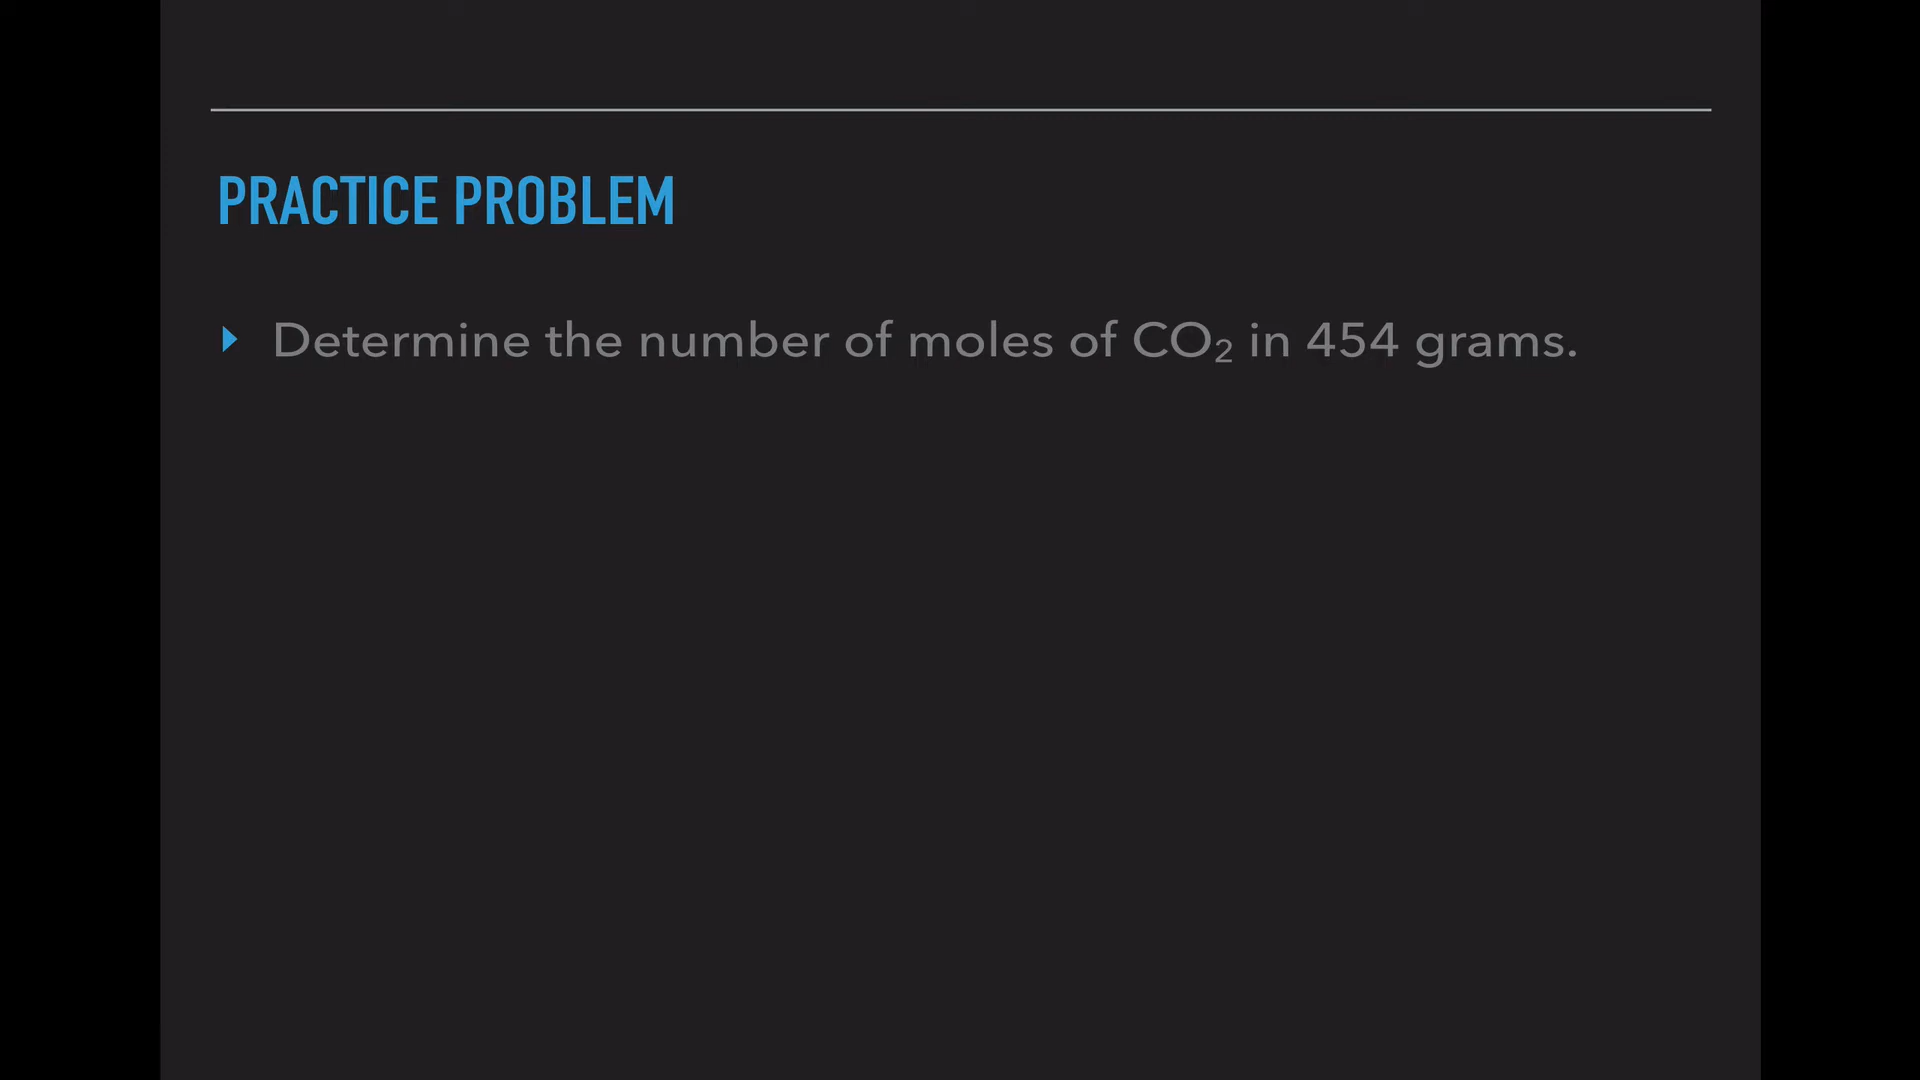 PRACTICE PROBLEM
‣ Determine the number of moles of CO₂ in 454 grams.